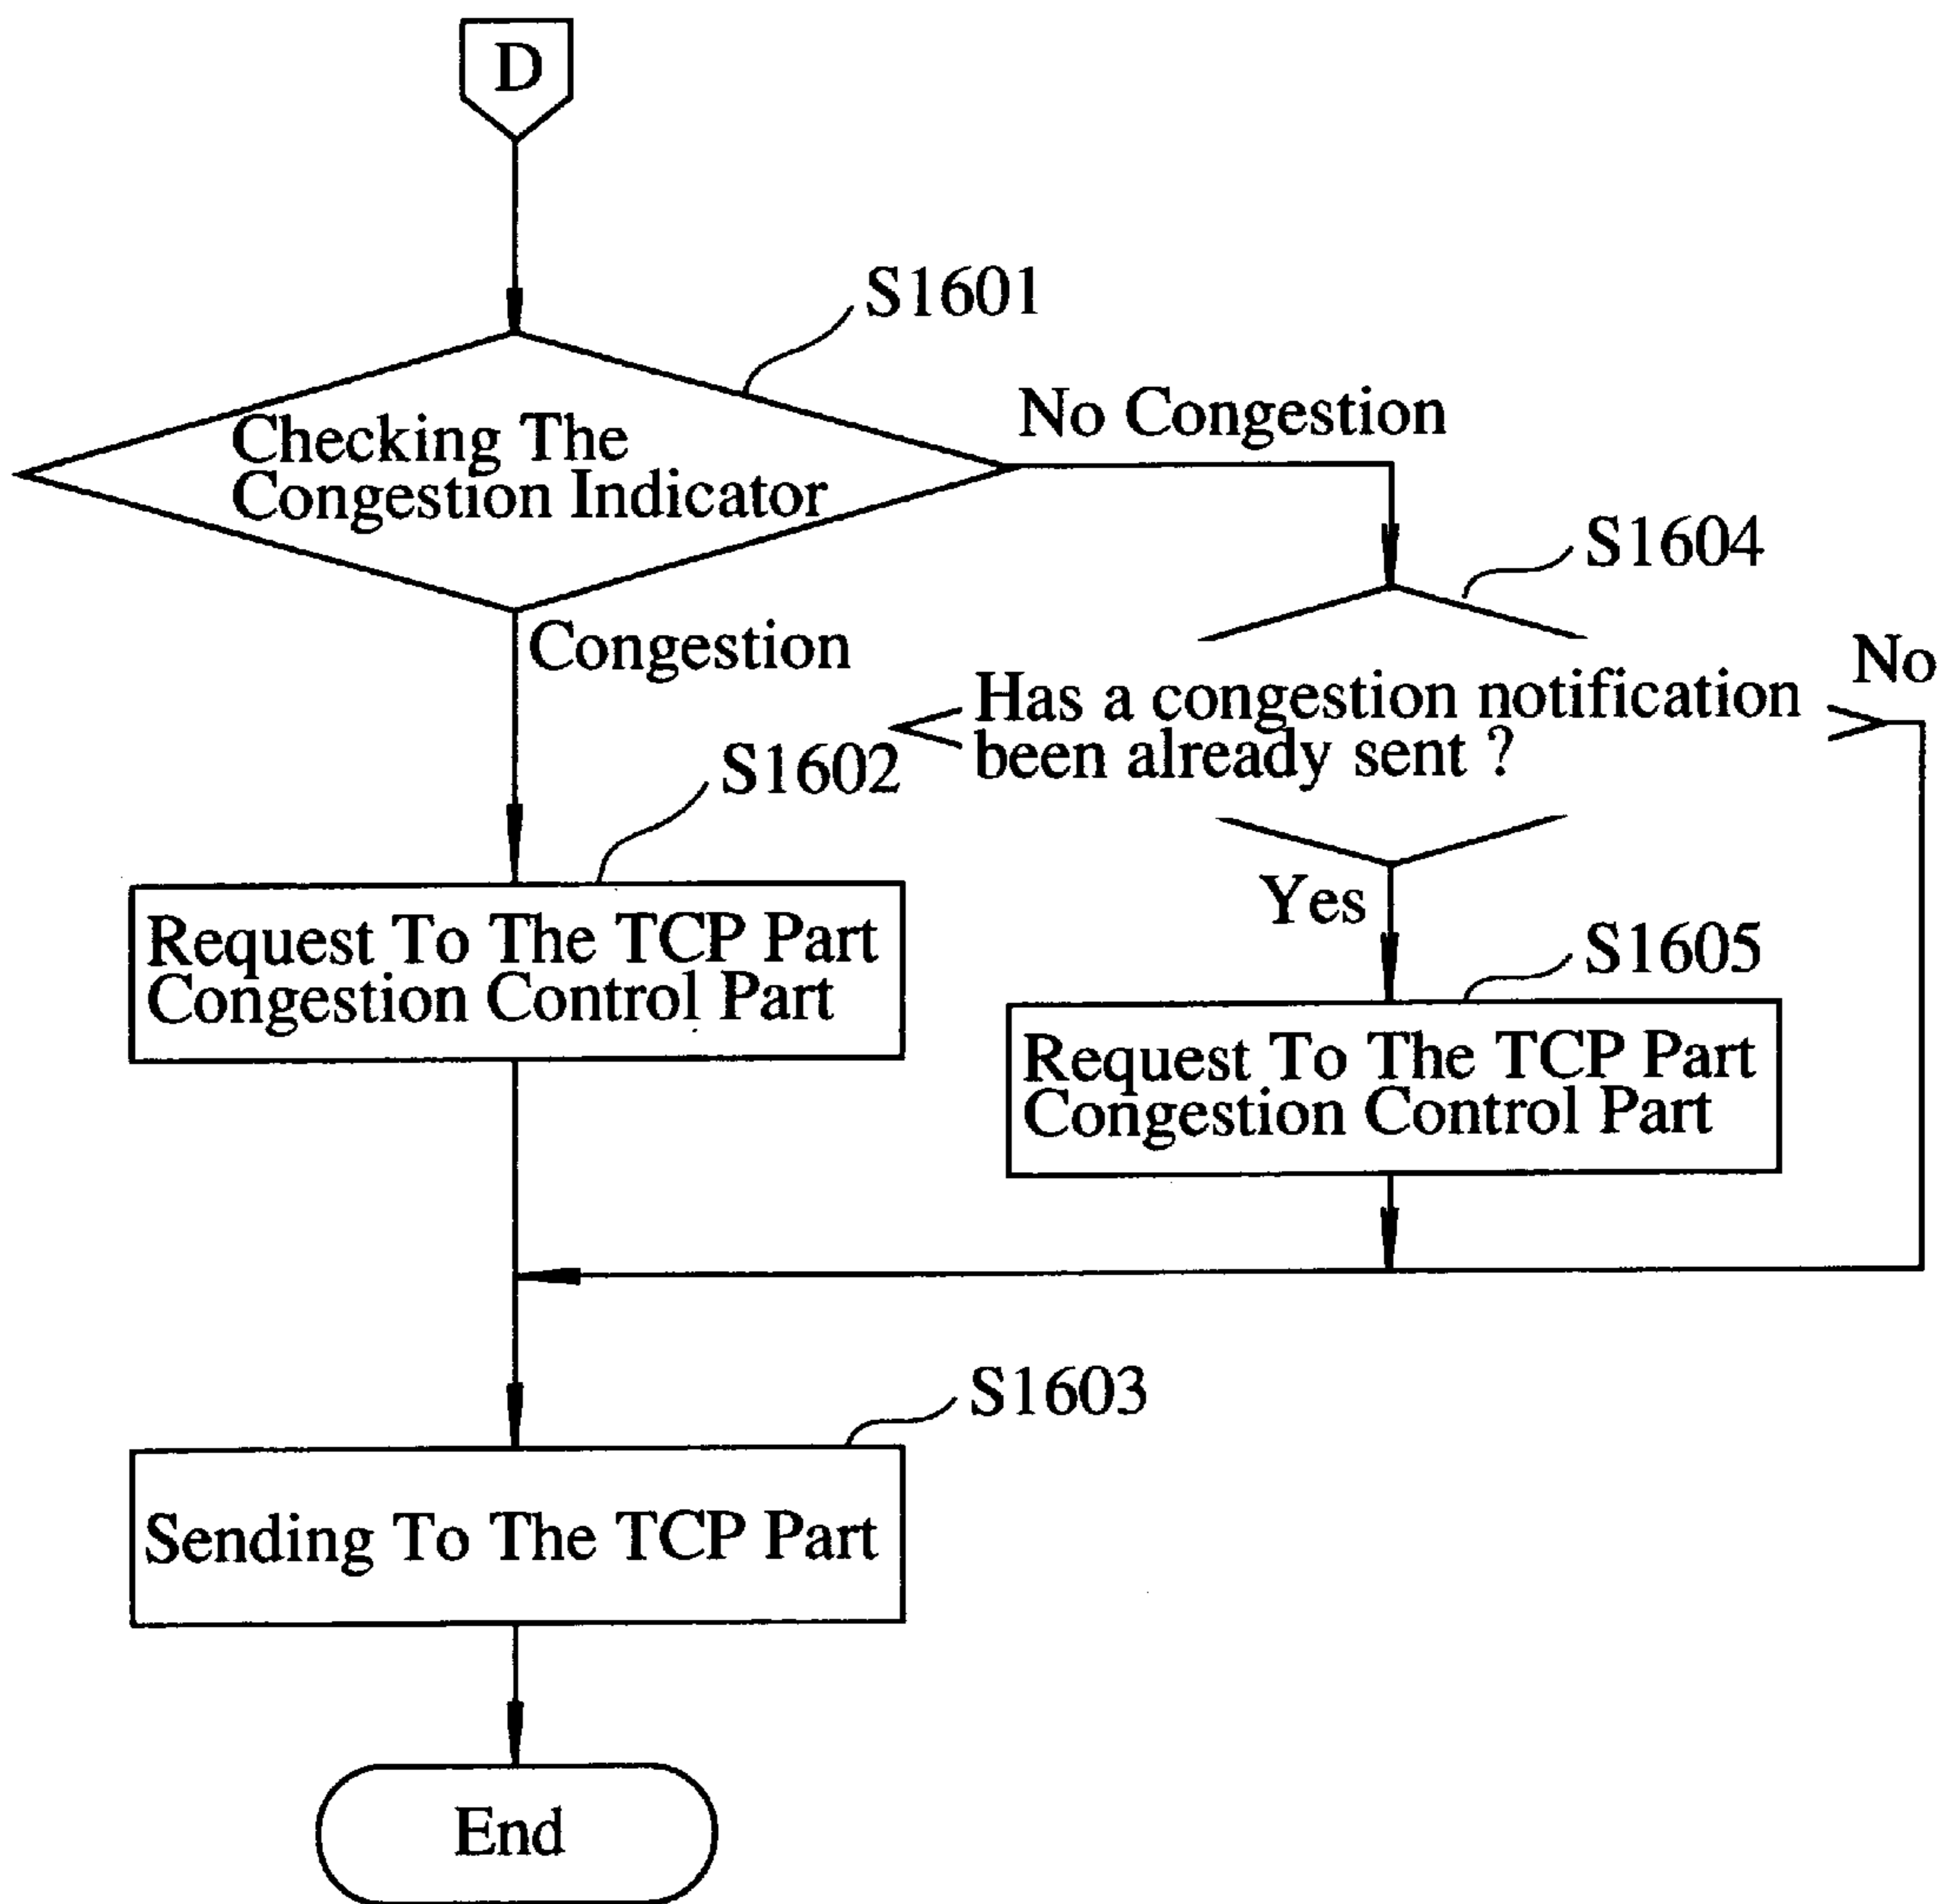 D
S1601
Checking The
Congestion Indicator
No Congestion
S1604
Congestion
Has a congestion notification
been already sent ?
No
S1602
Yes
Request To The TCP Part
Congestion Control Part
S1605
Request To The TCP Part
Congestion Control Part
S1603
Sending To The TCP Part
End